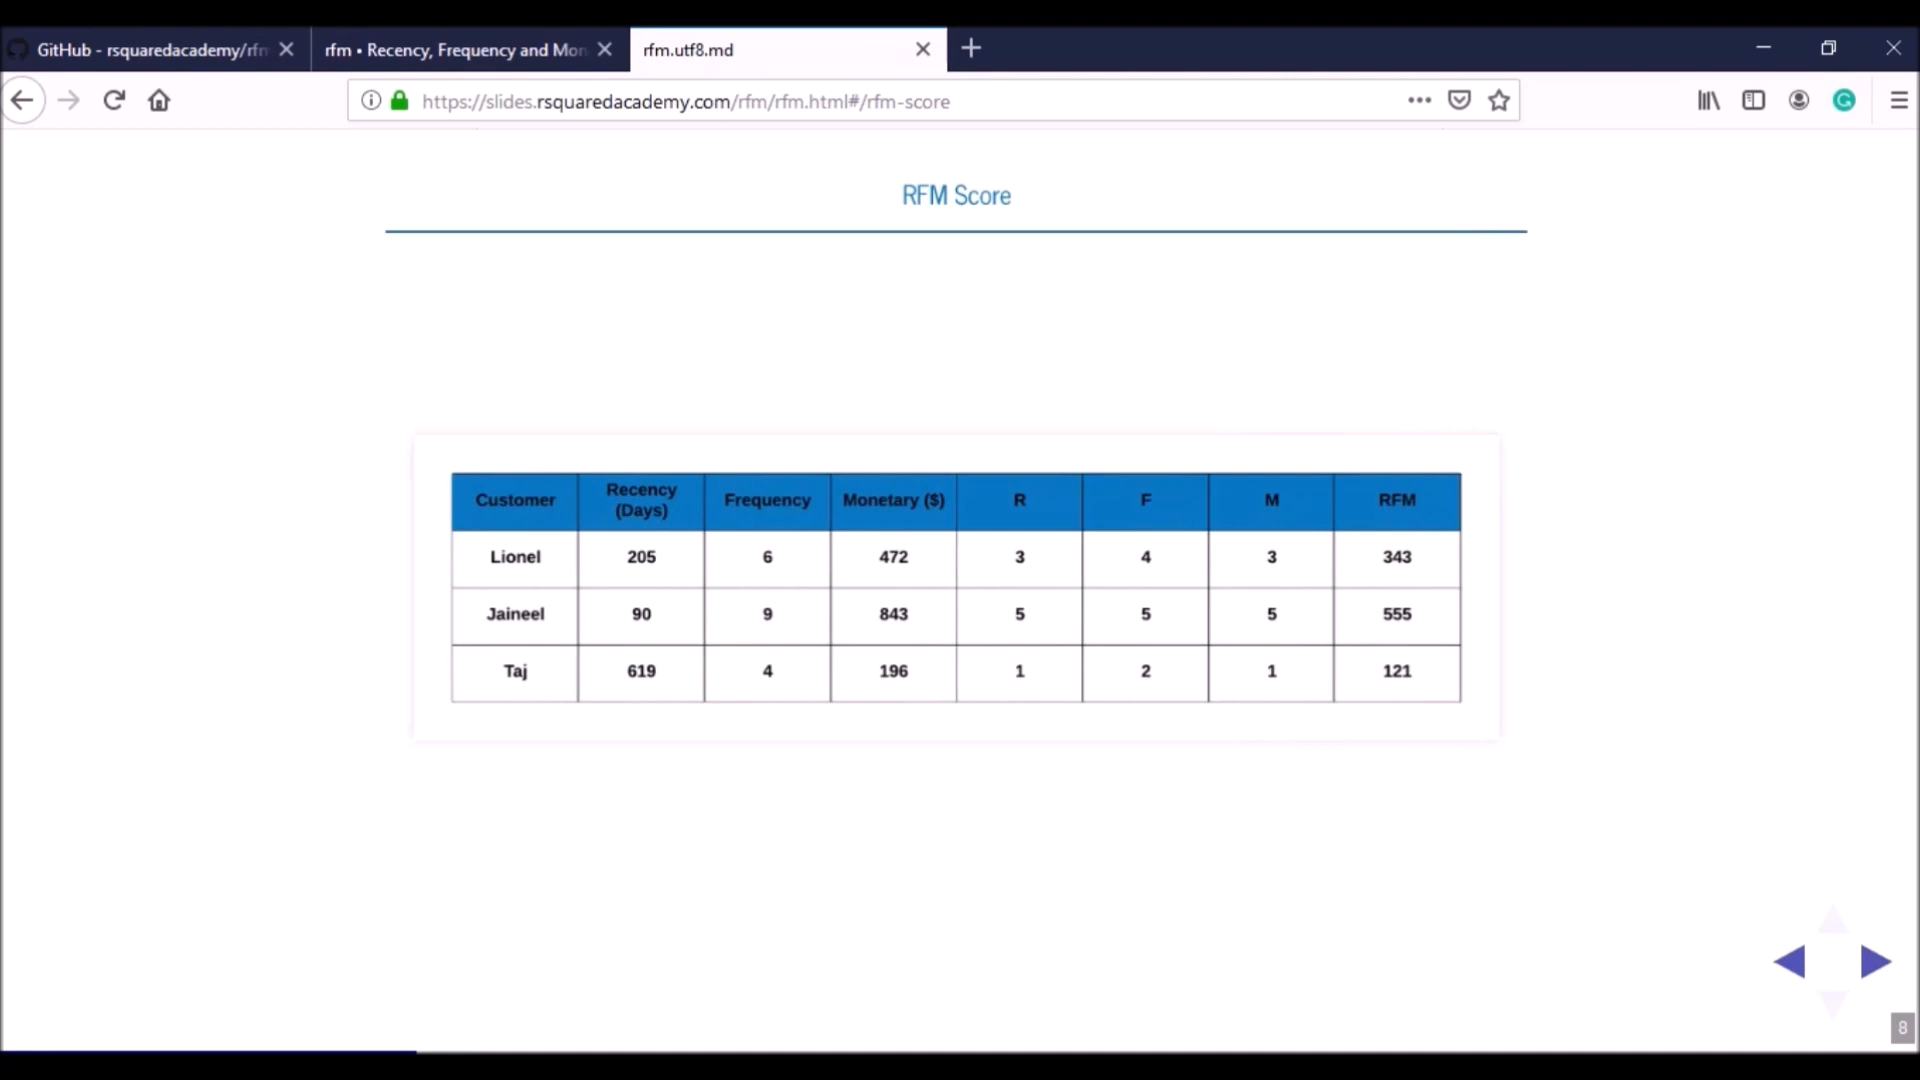 GitHub - rsquaredacademy/rfm
rfm • Recency, Frequency and Mon
rfm.utf8.md
https://slides.rsquaredacademy.com/rfm/rfm.html#/rfm-score
RFM Score
Customer Recency (Days) Frequency Monetary ($) R F M RFM
Lionel 205 6 472 3 4 3 343
Jaineel 90 9 843 5 5 5 555
Taj 619 4 196 1 2 1 121
8